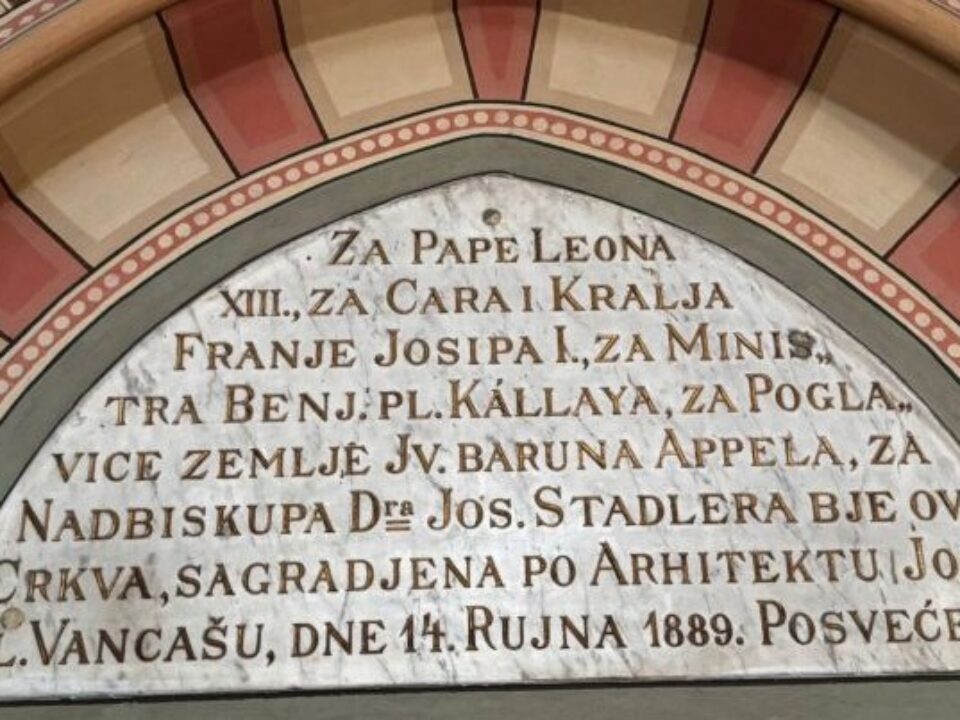 Za Pape Leona
XIII., za Cara i Kralja
Franje Josipa I., za Minis„
tra Benj. pl. Kállaya, za Pogla„
vice zemlje Jv. baruna Appela, za
Nadbiskupa Dra Jos. Stadlera bje ov
Crkva, sagradjena po Arhitektu Jo
l. Vancašu, dne 14. Rujna 1889. Posveće